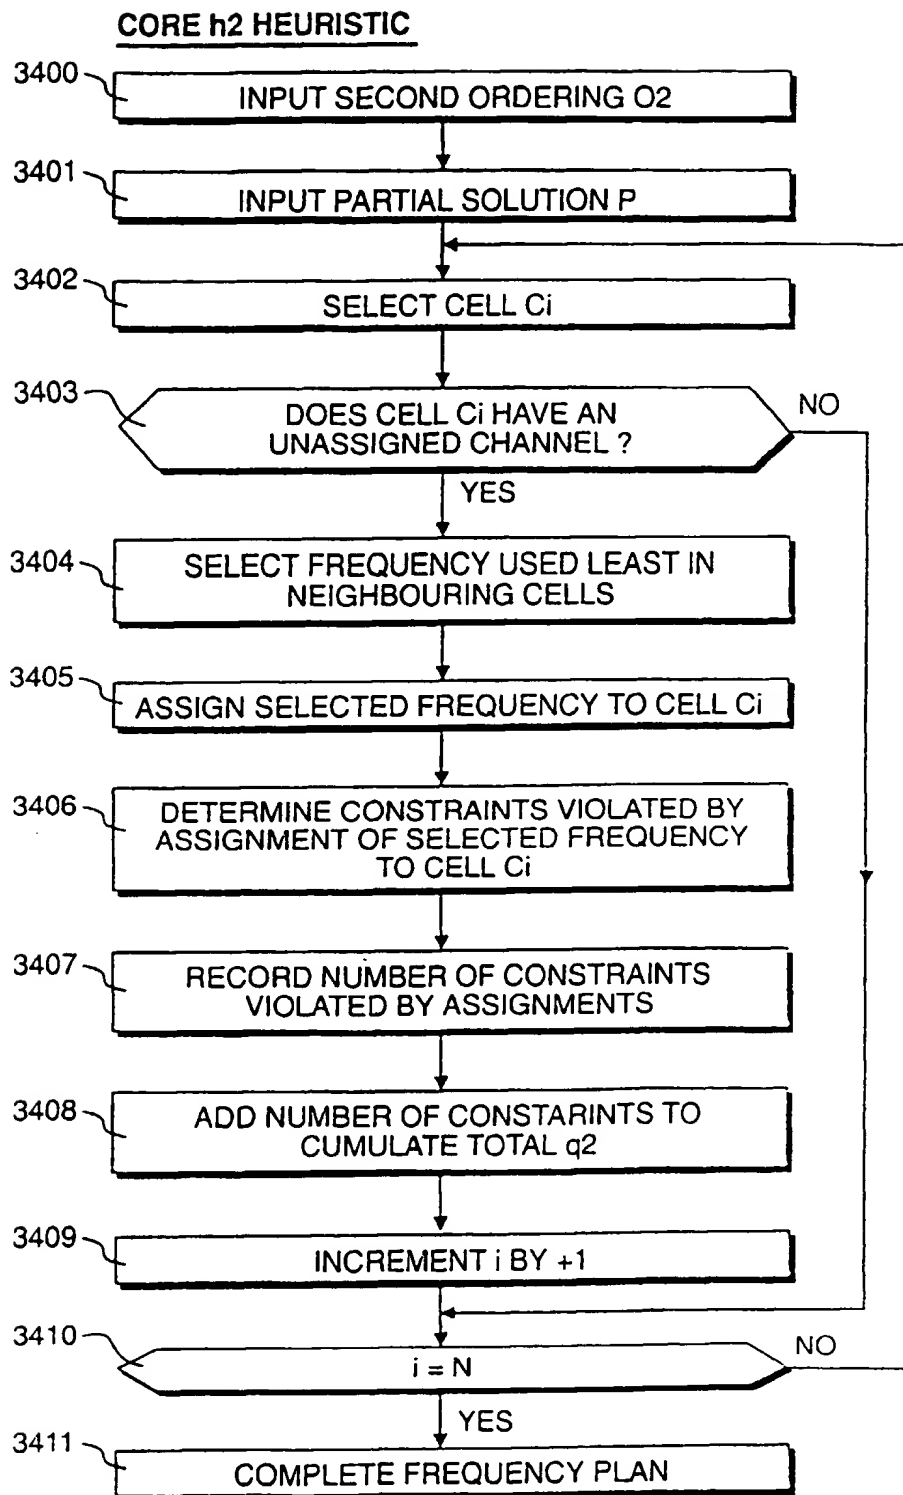 CORE h2 HEURISTIC
3400
INPUT SECOND ORDERING O2
3401
INPUT PARTIAL SOLUTION P
3402
SELECT CELL Ci
3403
DOES CELL Ci HAVE AN
UNASSIGNED CHANNEL ?
NO
YES
3404
SELECT FREQUENCY USED LEAST IN
NEIGHBOURING CELLS
3405
ASSIGN SELECTED FREQUENCY TO CELL Ci
3406
DETERMINE CONSTRAINTS VIOLATED BY
ASSIGNMENT OF SELECTED FREQUENCY
TO CELL Ci
3407
RECORD NUMBER OF CONSTRAINTS
VIOLATED BY ASSIGNMENTS
3408
ADD NUMBER OF CONSTARINTS TO
CUMULATE TOTAL q2
3409
INCREMENT i BY +1
3410
i = N
NO
YES
3411
COMPLETE FREQUENCY PLAN